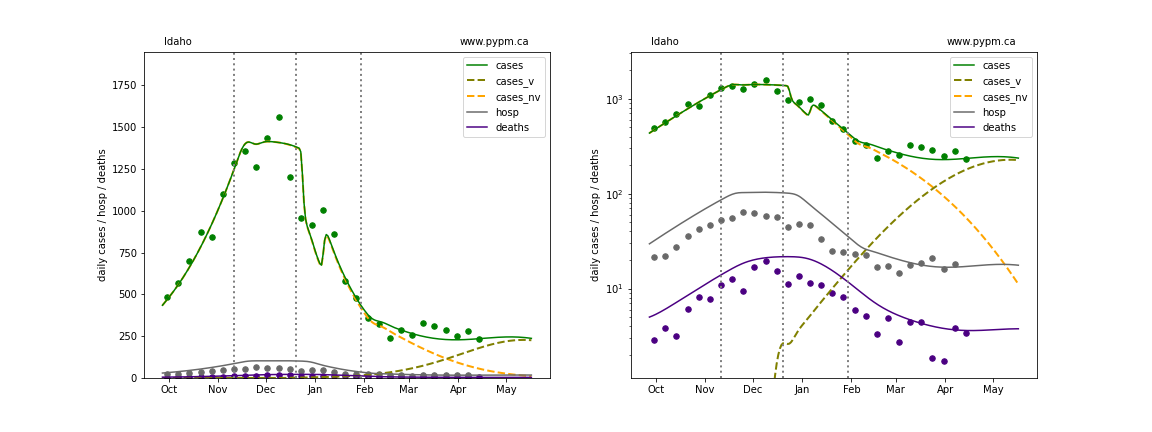 Idaho
www.pypm.ca
daily cases / hosp / deaths
1750
1500
1250
1000
750
500
250
0
Oct
Nov
Dec
Jan
Feb
Mar
Apr
May
cases
cases_v
cases_nv
hosp
deaths
Idaho
www.pypm.ca
daily cases / hosp / deaths
10³
10²
10¹
Oct
Nov
Dec
Jan
Feb
Mar
Apr
May
cases
cases_v
cases_nv
hosp
deaths